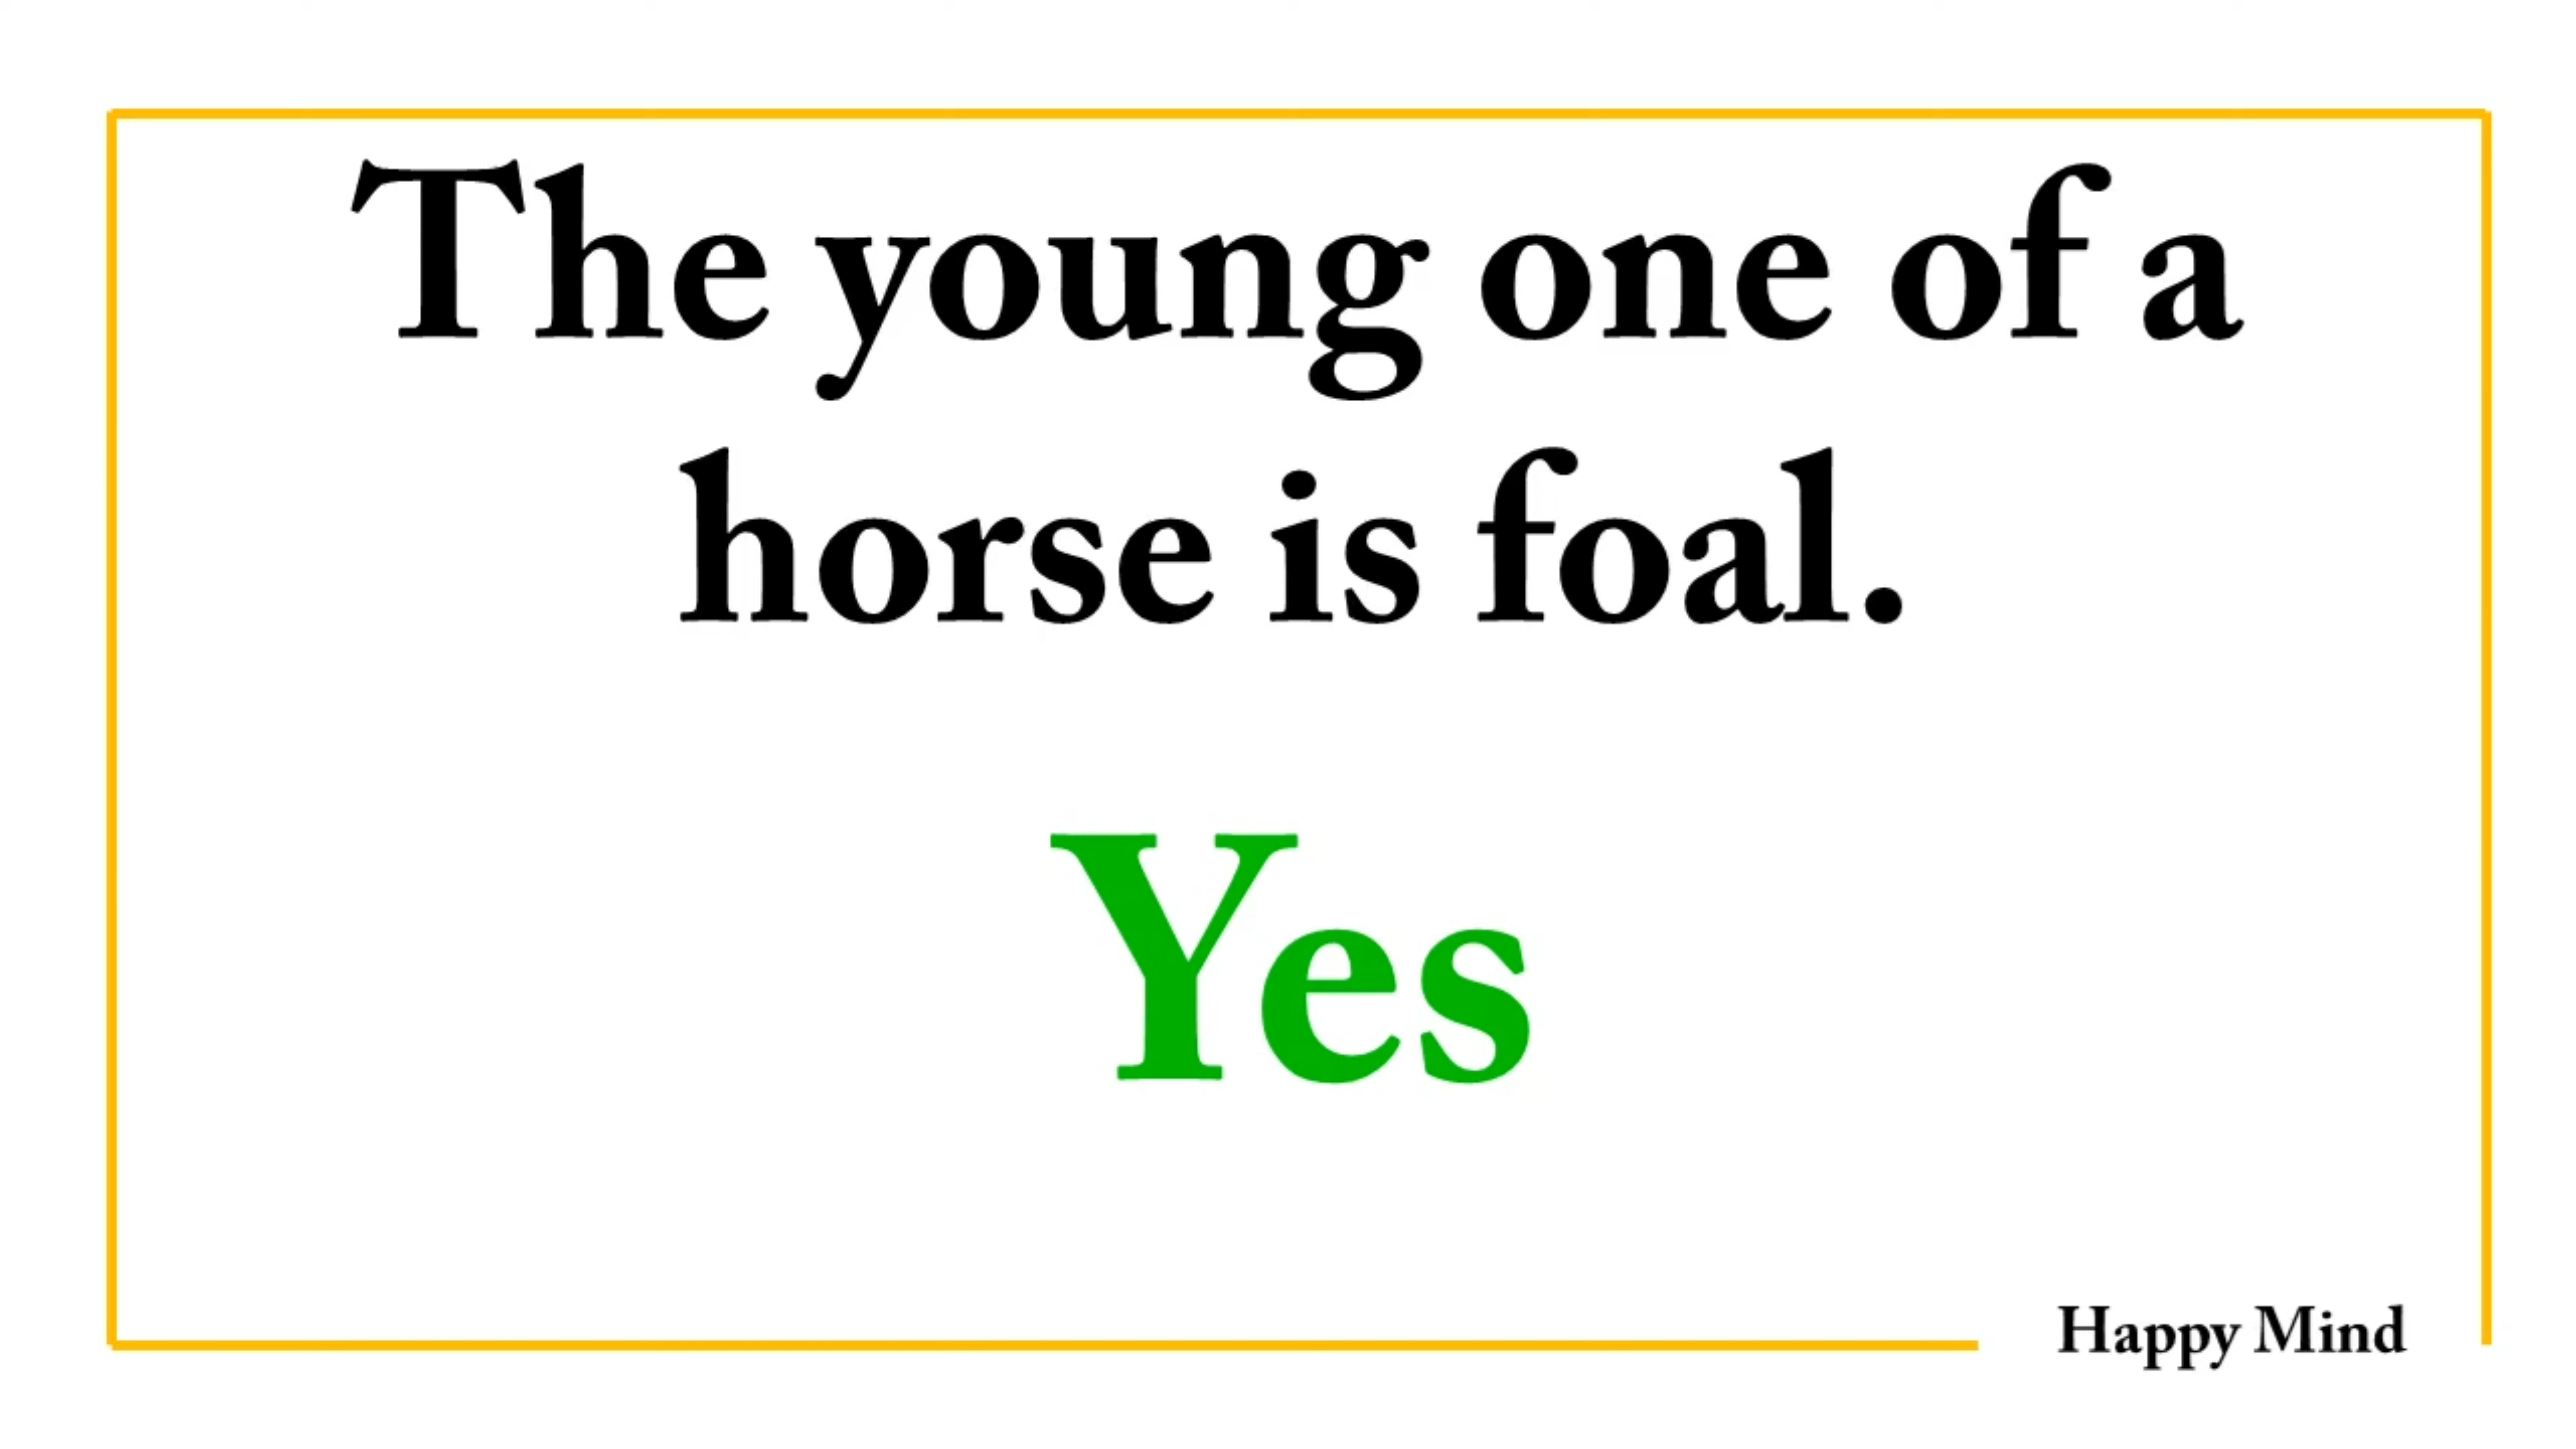 The young one of a
horse is foal.
Yes
Happy Mind